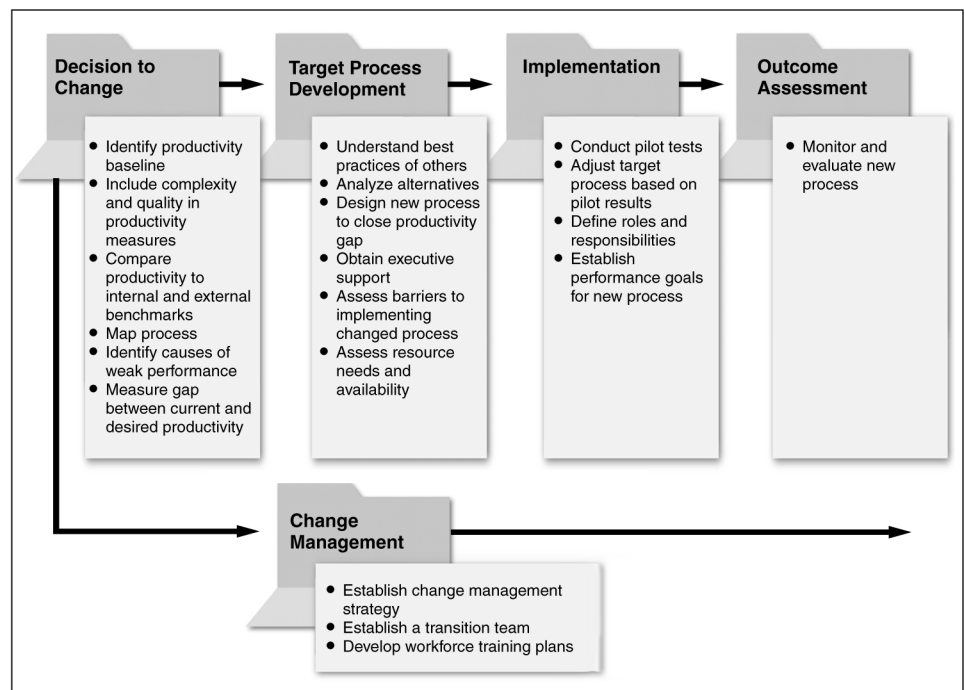 Decision to
Change
● Identify productivity
baseline
● Include complexity
and quality in
productivity
measures
● Compare
productivity to
internal and external
benchmarks
● Map process
● Identify causes of
weak performance
● Measure gap
between current and
desired productivity
Target Process
Development
● Understand best
practices of others
● Analyze alternatives
● Design new process
to close productivity
gap
● Obtain executive
support
● Assess barriers to
implementing
changed process
● Assess resource
needs and
availability
Implementation
● Conduct pilot tests
● Adjust target
process based on
pilot results
● Define roles and
responsibilities
● Establish
performance goals
for new process
Outcome
Assessment
● Monitor and
evaluate new
process
Change
Management
● Establish change management
strategy
● Establish a transition team
● Develop workforce training plans